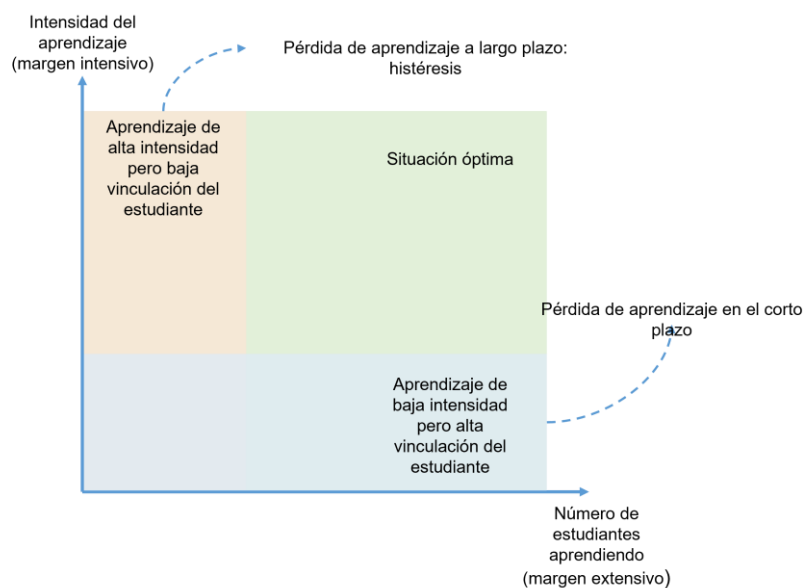 Intensidad del
aprendizaje
(margen intensivo)
Pérdida de aprendizaje a largo plazo:
histéresis
Aprendizaje de
alta intensidad
pero baja
vinculación del
estudiante
Situación óptima
Pérdida de aprendizaje en el corto
plazo
Aprendizaje de
baja intensidad
pero alta
vinculación del
estudiante
Número de
estudiantes
aprendiendo
(margen extensivo)